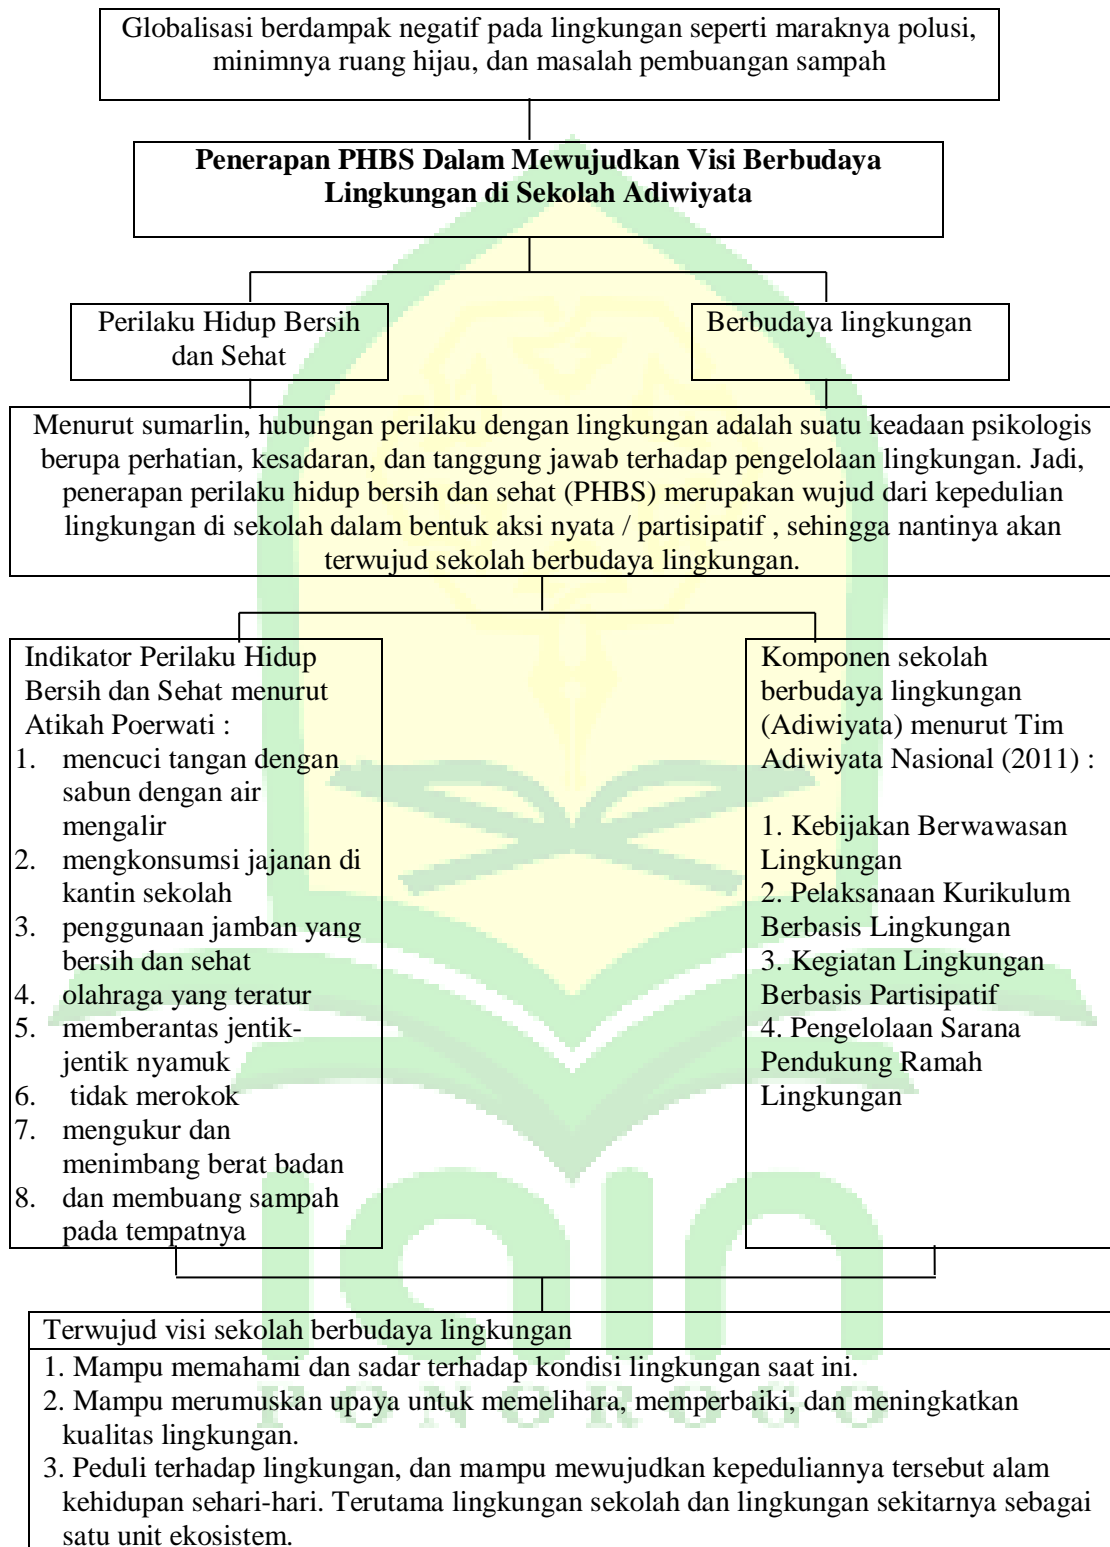 Globalisasi berdampak negatif pada lingkungan seperti maraknya polusi,
minimnya ruang hijau, dan masalah pembuangan sampah
Penerapan PHBS Dalam Mewujudkan Visi Berbudaya
Lingkungan di Sekolah Adiwiyata
Perilaku Hidup Bersih
dan Sehat
Berbudaya lingkungan
Menurut sumarlin, hubungan perilaku dengan lingkungan adalah suatu keadaan psikologis
berupa perhatian, kesadaran, dan tanggung jawab terhadap pengelolaan lingkungan. Jadi,
penerapan perilaku hidup bersih dan sehat (PHBS) merupakan wujud dari kepedulian
lingkungan di sekolah dalam bentuk aksi nyata / partisipatif , sehingga nantinya akan
terwujud sekolah berbudaya lingkungan.
Indikator Perilaku Hidup
Bersih dan Sehat menurut
Atikah Poerwati :
1. mencuci tangan dengan
sabun dengan air
mengalir
2. mengkonsumsi jajanan di
kantin sekolah
3. penggunaan jamban yang
bersih dan sehat
4. olahraga yang teratur
5. memberantas jentik-
jentik nyamuk
6. tidak merokok
7. mengukur dan
menimbang berat badan
8. dan membuang sampah
pada tempatnya
Komponen sekolah
berbudaya lingkungan
(Adiwiyata) menurut Tim
Adiwiyata Nasional (2011) :
1. Kebijakan Berwawasan
Lingkungan
2. Pelaksanaan Kurikulum
Berbasis Lingkungan
3. Kegiatan Lingkungan
Berbasis Partisipatif
4. Pengelolaan Sarana
Pendukung Ramah
Lingkungan
iain
PONOROGO
Terwujud visi sekolah berbudaya lingkungan
1. Mampu memahami dan sadar terhadap kondisi lingkungan saat ini.
2. Mampu merumuskan upaya untuk memelihara, memperbaiki, dan meningkatkan
kualitas lingkungan.
3. Peduli terhadap lingkungan, dan mampu mewujudkan kepeduliannya tersebut alam
kehidupan sehari-hari. Terutama lingkungan sekolah dan lingkungan sekitarnya sebagai
satu unit ekosistem.